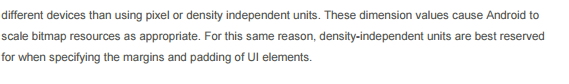 different devices than using pixel or density independent units. These dimension values cause Android to
scale bitmap resources as appropriate. For this same reason, density-independent units are best reserved
for when specifying the margins and padding of UI elements.